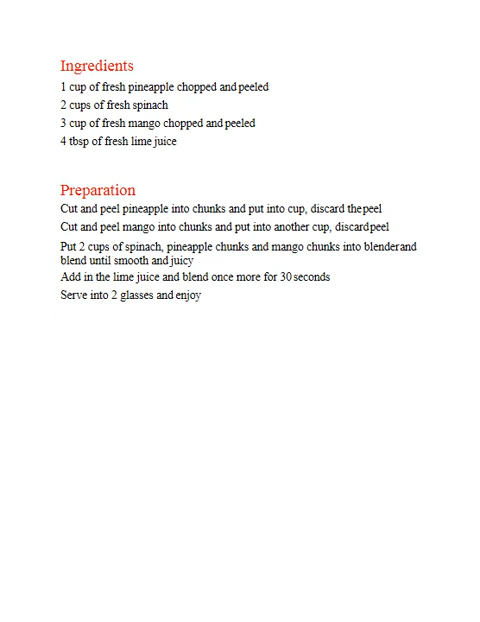 Ingredients
1 cup of fresh pineapple chopped and peeled
2 cups of fresh spinach
3 cup of fresh mango chopped and peeled
4 tbsp of fresh lime juice
Preparation
Cut and peel pineapple into chunks and put into cup, discard the peel
Cut and peel mango into chunks and put into another cup, discard peel
Put 2 cups of spinach, pineapple chunks and mango chunks into blender and
blend until smooth and juicy
Add in the lime juice and blend once more for 30 seconds
Serve into 2 glasses and enjoy